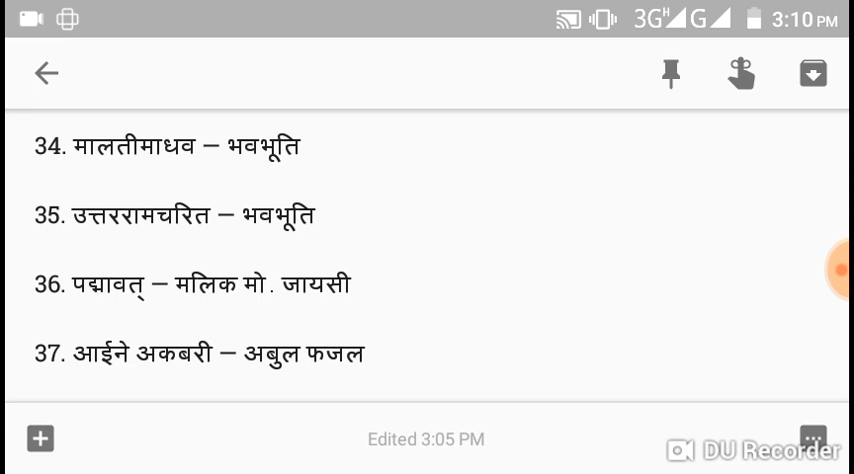 3G H G 3:10 PM
34. मालतीमाधव – भवभूति
35. उत्तररामचरित – भवभूति
36. पद्मावत् – मलिक मो. जायसी
37. आईने अकबरी – अबुल फजल
Edited 3:05 PM
DU Recorder